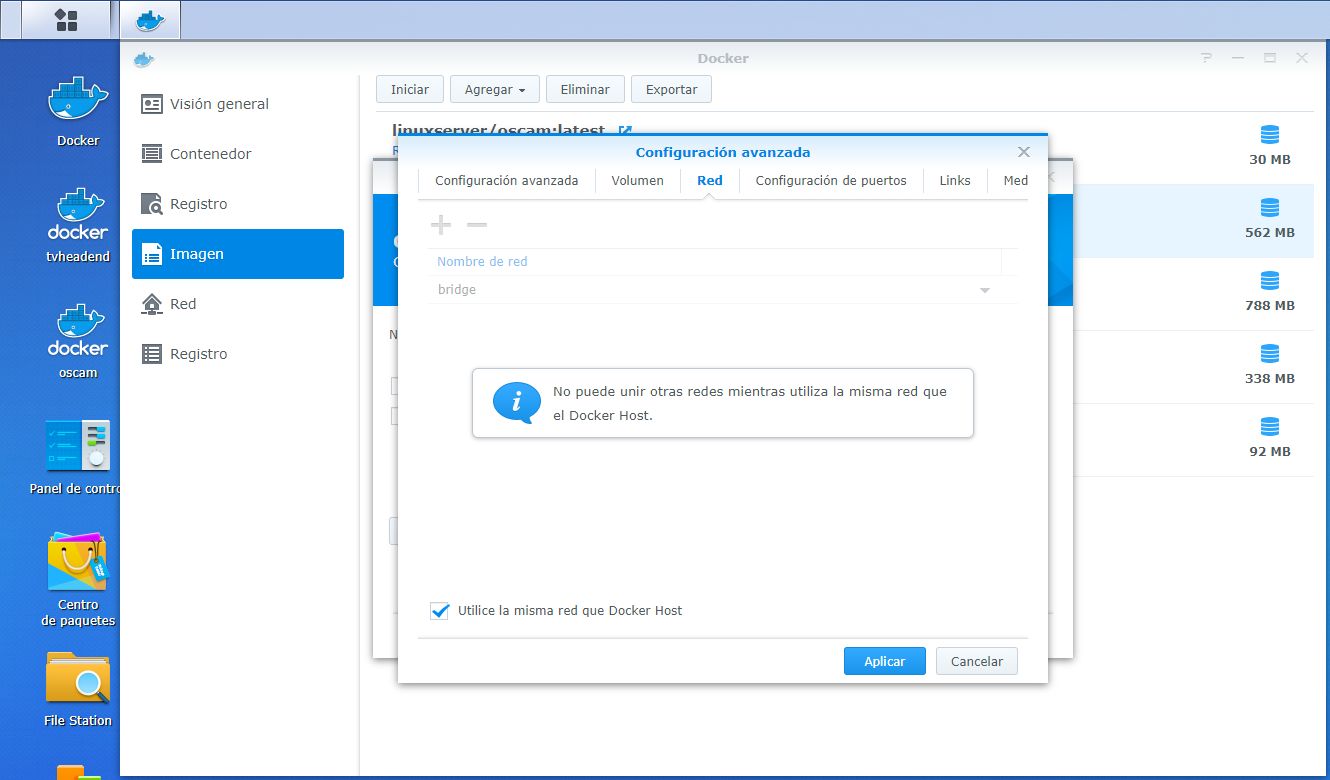 Docker
Docker
docker
tvheadend
docker
oscam
Panel de contro
Centro
de paquetes
File Station
Visión general
Contenedor
Registro
Imagen
Red
Registro
Iniciar
Agregar
Eliminar
Exportar
linuxserver/oscam:latest
30 MB
562 MB
788 MB
338 MB
92 MB
Configuración avanzada
Configuración avanzada
Volumen
Red
Configuración de puertos
Links
Med
Nombre de red
bridge
No puede unir otras redes mientras utiliza la misma red que
el Docker Host.
Utilice la misma red que Docker Host
Aplicar
Cancelar